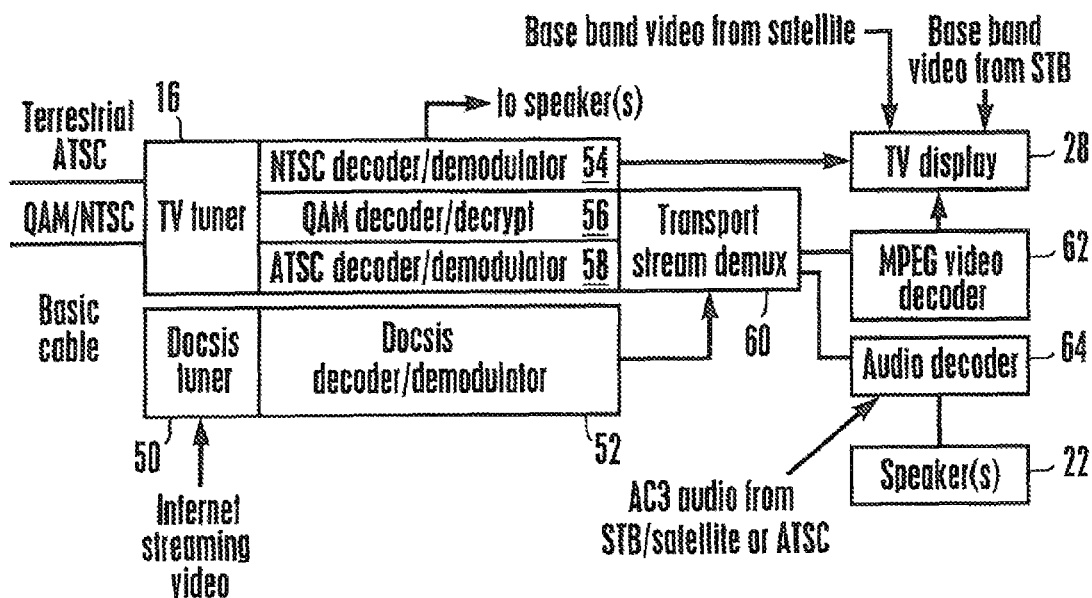 Base band video from satellite
Base band
video from STB
16
to speaker(s)
Terrestrial
ATSC
QAM/NTSC
TV tuner
NTSC decoder/demodulator 54
QAM decoder/decrypt 56
ATSC decoder/demodulator 58
Transport
stream demux
60
TV display
28
MPEG video
decoder
62
Basic
cable
Docsis
tuner
50
Docsis
decoder/demodulator
52
Audio decoder
64
Speaker(s)
22
Internet
streaming
video
AC3 audio from
STB/satellite or ATSC